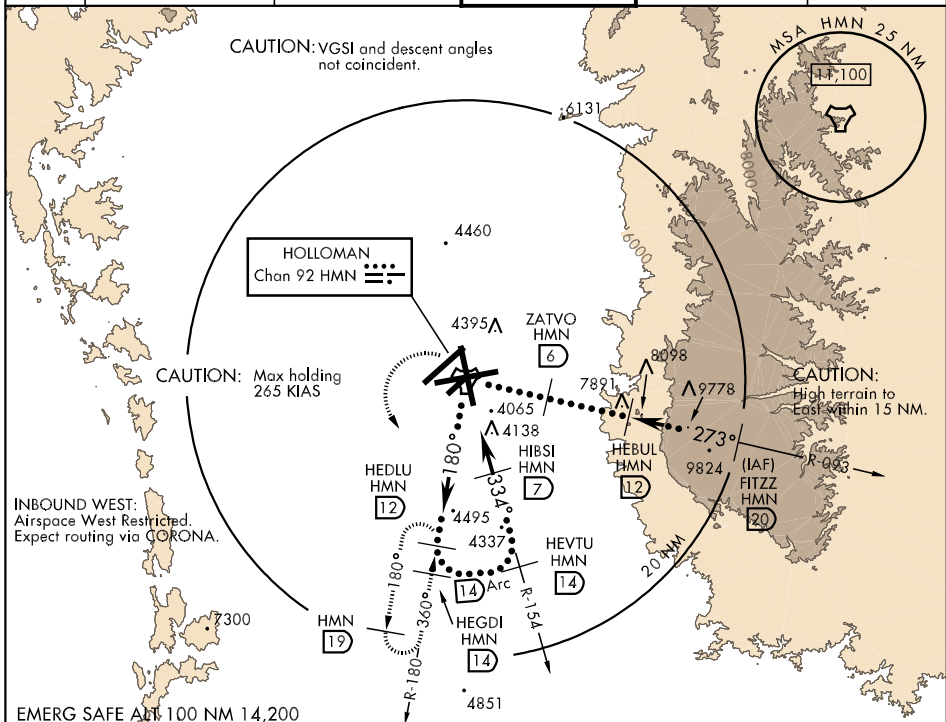 MSA HMN 25 NM
11,100
CAUTION: VGSI and descent angles
not coincident.
6131
8000
6000
4460
HOLLOMAN
Chan 92 HMN
4395
ZATVO
HMN
6
8098
7891
9778
CAUTION: Max holding
265 KIAS
CAUTION:
High terrain to
East within 15 NM.
4065
4138
273°
R-093
9824
HIBSI
HMN
7
HEBUL
HMN
12
(IAF)
FITZZ
HMN
20
180°
334°
HEDLU
HMN
12
INBOUND WEST:
Airspace West Restricted.
Expect routing via CORONA.
4495
4337
HEVTU
HMN
14
20 NM
14 Arc
180°
360°
R-154
HEGDI
HMN
14
HMN
19
7300
R-180
4851
EMERG SAFE ALT 100 NM 14,200